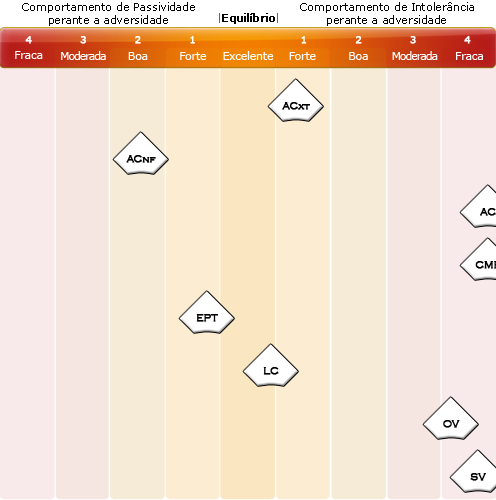 Comportamento de Passividade
perante a adversidade
|Equilíbrio|
Comportamento de Intolerância
perante a adversidade
4 3 2 1 1 2 3 4
Fraca Moderada Boa Forte Excelente Forte Boa Moderada Fraca
ACXT
ACNF
AC
CM
EPT
LC
OV
SV